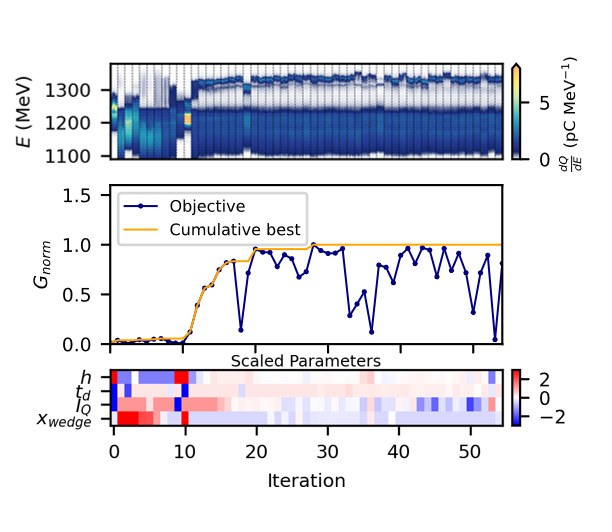 1300
1200
1100
E (MeV)
5
0
dQ/dE (pC MeV⁻¹)
1.5
1.0
0.5
0.0
G_norm
Objective
Cumulative best
Scaled Parameters
h
t_d
I_Q
x_wedge
2
0
−2
0 10 20 30 40 50
Iteration